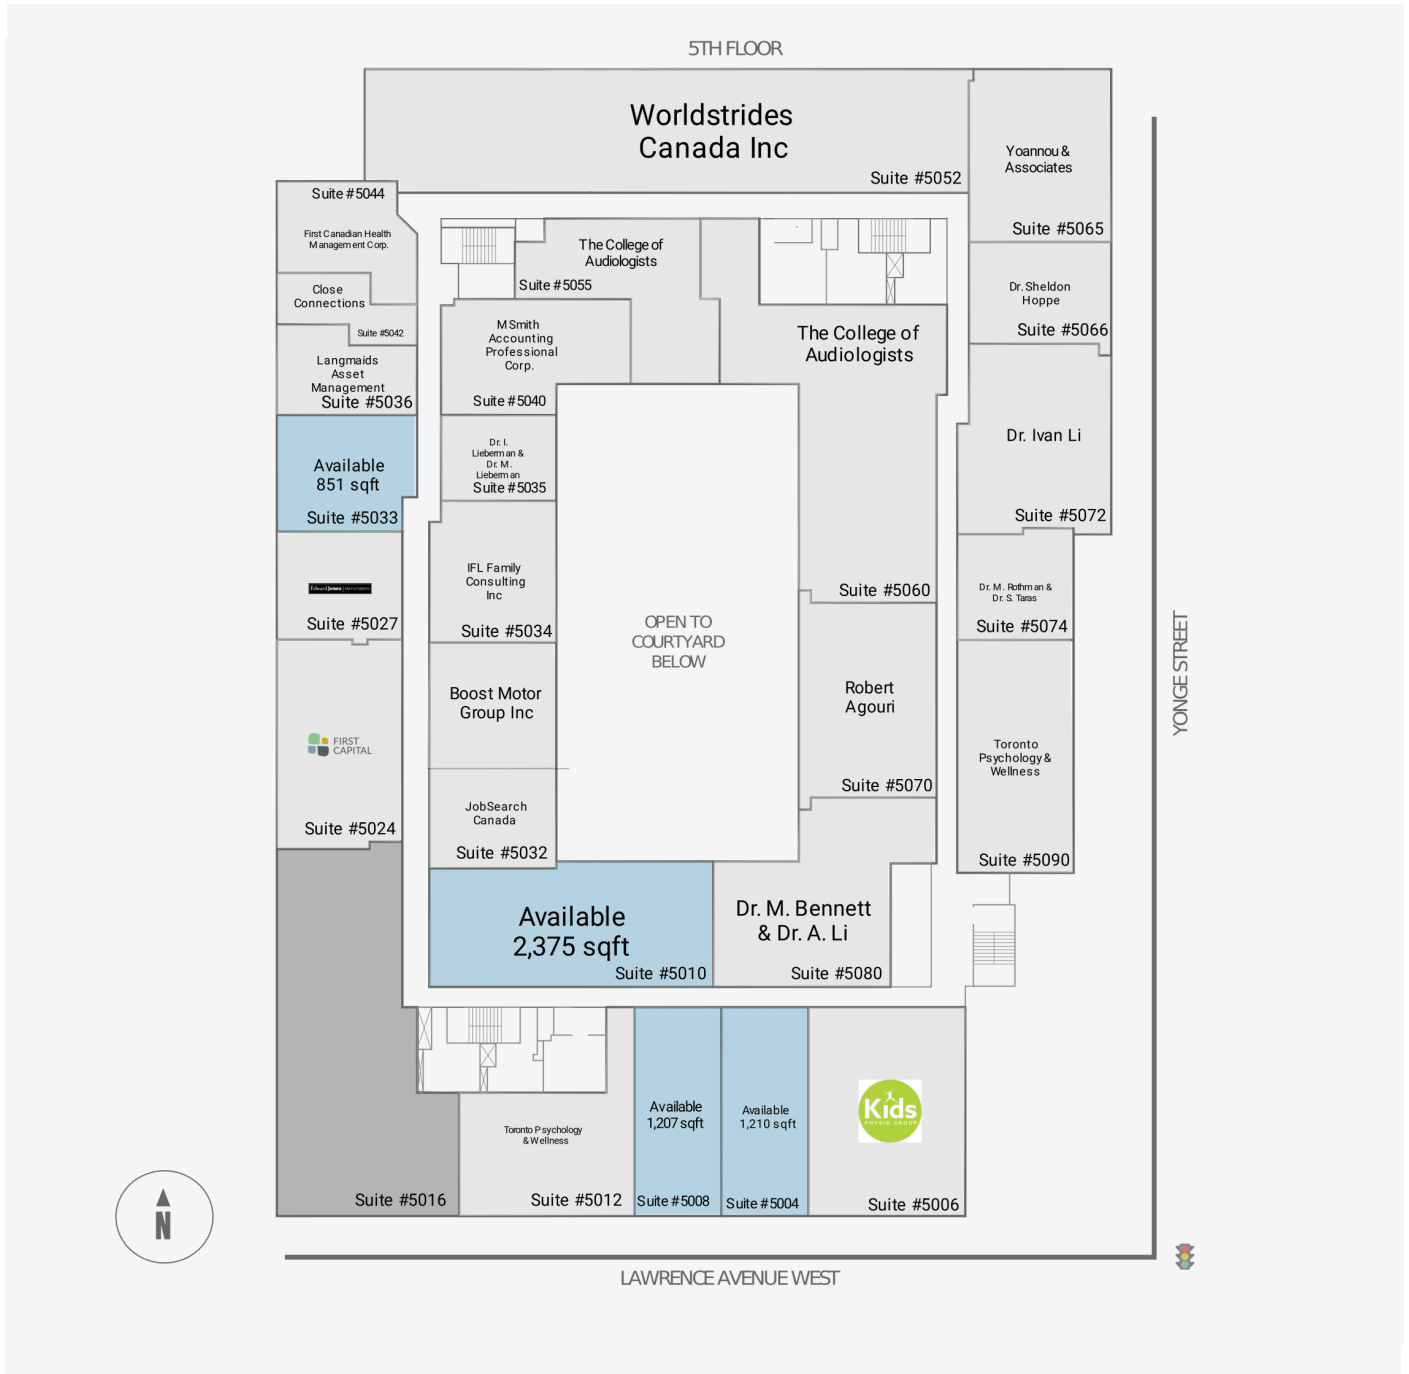 5TH FLOOR
Worldstrides
Canada Inc
Suite #5052
Yoannou &
Associates
Suite #5065
Suite #5044
First Canadian Health
Management Corp.
Close
Connections
Suite #5042
Langmaids
Asset
Management
Suite #5036
The College of
Audiologists
Suite #5055
M Smith
Accounting
Professional
Corp.
Suite #5040
The College of
Audiologists
Suite #5060
Dr. Sheldon
Hoppe
Suite #5066
Dr. Ivan Li
Suite #5072
Available
851 sqft
Suite #5033
Dr. I.
Lieberman &
Dr. M.
Lieberman
Suite #5035
Edward Jones
Suite #5027
IFL Family
Consulting
Inc
Suite #5034
OPEN TO
COURTYARD
BELOW
Dr. M. Rothman &
Dr. S. Taras
Suite #5074
YONGE STREET
FIRST
CAPITAL
Suite #5024
Boost Motor
Group Inc
JobSearch
Canada
Suite #5032
Robert
Agouri
Suite #5070
Toronto
Psychology &
Wellness
Suite #5090
Available
2,375 sqft
Suite #5010
Dr. M. Bennett
& Dr. A. Li
Suite #5080
Suite #5016
Toronto Psychology
& Wellness
Suite #5012
Available
1,207 sqft
Suite #5008
Available
1,210 sqft
Suite #5004
Kids
PHYSIO GROUP
Suite #5006
N
LAWRENCE AVENUE WEST